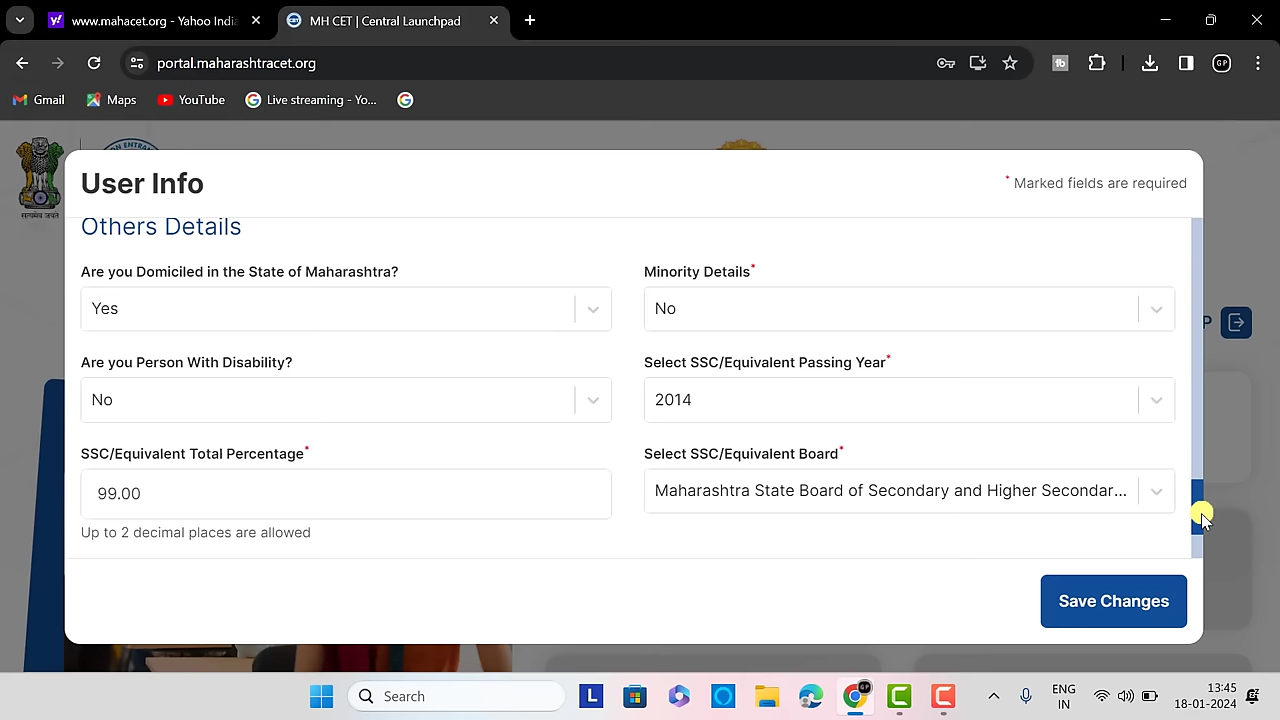 www.mahacet.org - Yahoo Indi
MH CET | Central Launchpad
portal.maharashtracet.org
Gmail
Maps
YouTube
Live streaming - Yo...
User Info
* Marked fields are required
Others Details
Are you Domiciled in the State of Maharashtra?
Minority Details*
Yes
No
Are you Person With Disability?
Select SSC/Equivalent Passing Year*
No
2014
SSC/Equivalent Total Percentage*
Select SSC/Equivalent Board*
99.00
Maharashtra State Board of Secondary and Higher Secondar...
Up to 2 decimal places are allowed
Save Changes
सत्यमेव जयते
P
Search
ENG
IN
13:45
18-01-2024